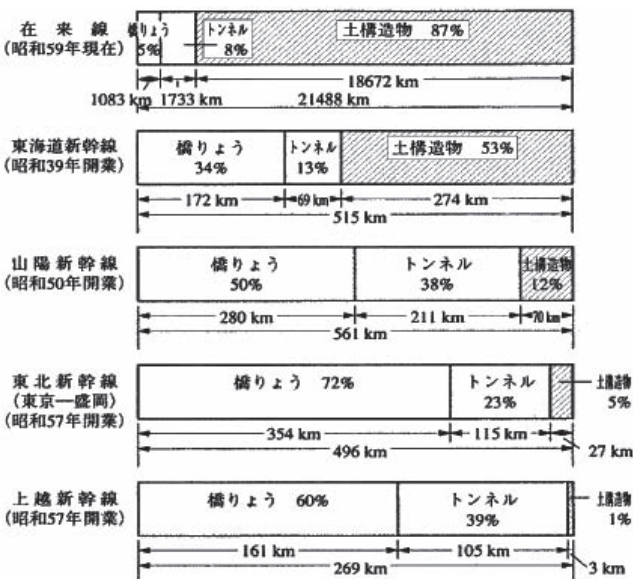 在来線
(昭和59年現在)
橋りょう
5%
トンネル
8%
土構造物 87%
1083 km
1733 km
18672 km
21488 km
東海道新幹線
(昭和39年開業)
橋りょう
34%
トンネル
13%
土構造物 53%
172 km
69 km
274 km
515 km
山陽新幹線
(昭和50年開業)
橋りょう
50%
トンネル
38%
土構造物
12%
280 km
211 km
70 km
561 km
東北新幹線
(東京―盛岡)
(昭和57年開業)
橋りょう 72%
トンネル
23%
土構造物
5%
354 km
115 km
27 km
496 km
上越新幹線
(昭和57年開業)
橋りょう 60%
トンネル
39%
土構造物
1%
161 km
105 km
3 km
269 km